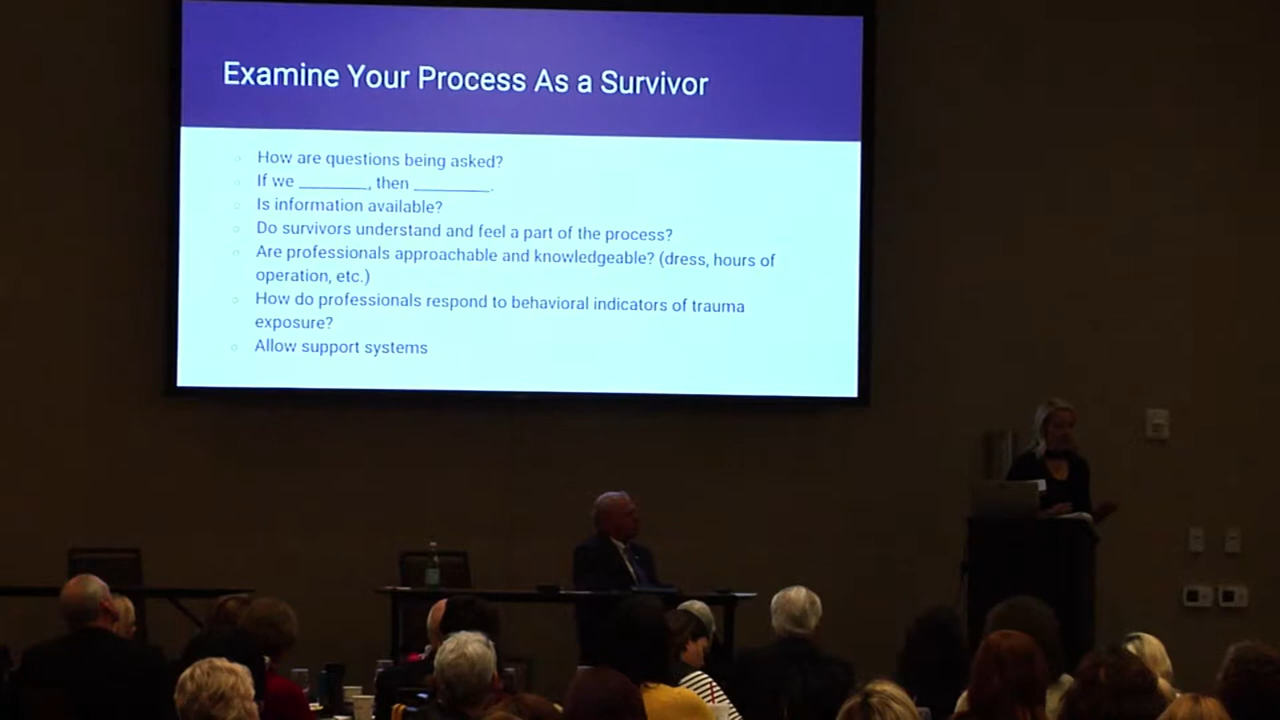 Examine Your Process As a Survivor
How are questions being asked?
If we ________, then _________.
Is information available?
Do survivors understand and feel a part of the process?
Are professionals approachable and knowledgeable? (dress, hours of
operation, etc.)
How do professionals respond to behavioral indicators of trauma
exposure?
Allow support systems